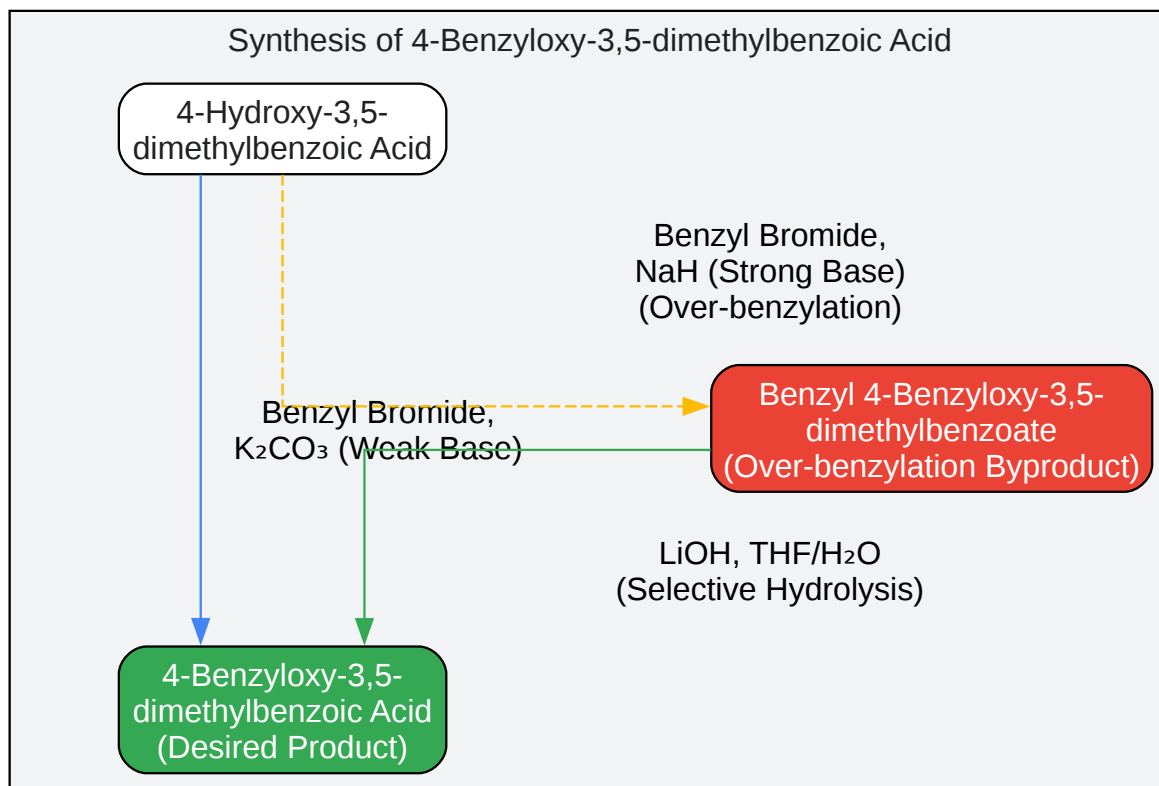 Synthesis of 4-Benzyloxy-3,5-dimethylbenzoic Acid
4-Hydroxy-3,5-
dimethylbenzoic Acid
Benzyl Bromide,
NaH (Strong Base)
(Over-benzylation)
Benzyl Bromide,
K₂CO₃ (Weak Base)
Benzyl 4-Benzyloxy-3,5-
dimethylbenzoate
(Over-benzylation Byproduct)
LiOH, THF/H₂O
(Selective Hydrolysis)
4-Benzyloxy-3,5-
dimethylbenzoic Acid
(Desired Product)